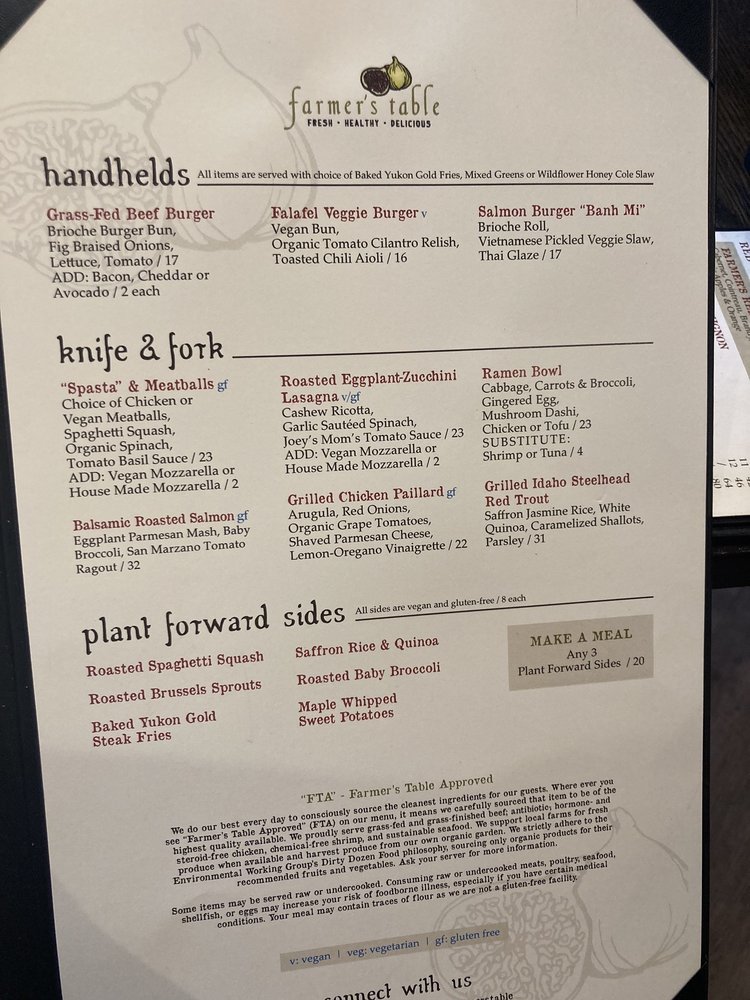 farmer's table
FRESH • HEALTHY • DELICIOUS
handhelds All items are served with choice of Baked Yukon Gold Fries, Mixed Greens or Wildflower Honey Cole Slaw
Grass-Fed Beef Burger
Brioche Burger Bun,
Fig Braised Onions,
Lettuce, Tomato / 17
ADD: Bacon, Cheddar or
Avocado / 2 each
Falafel Veggie Burger v
Vegan Bun,
Organic Tomato Cilantro Relish,
Toasted Chili Aioli / 16
Salmon Burger "Banh Mi"
Brioche Roll,
Vietnamese Pickled Veggie Slaw,
Thai Glaze / 17
knife & fork
"Spasta" & Meatballs gf
Choice of Chicken or
Vegan Meatballs,
Spaghetti Squash,
Organic Spinach,
Tomato Basil Sauce / 23
ADD: Vegan Mozzarella or
House Made Mozzarella / 2
Balsamic Roasted Salmon gf
Eggplant Parmesan Mash, Baby
Broccoli, San Marzano Tomato
Ragout / 32
Roasted Eggplant-Zucchini
Lasagna v/gf
Cashew Ricotta,
Garlic Sautéed Spinach,
Joey's Mom's Tomato Sauce / 23
ADD: Vegan Mozzarella or
House Made Mozzarella / 2
Grilled Chicken Paillard gf
Arugula, Red Onions,
Organic Grape Tomatoes,
Shaved Parmesan Cheese,
Lemon-Oregano Vinaigrette / 22
Ramen Bowl
Cabbage, Carrots & Broccoli,
Gingered Egg,
Mushroom Dashi,
Chicken or Tofu / 23
SUBSTITUTE:
Shrimp or Tuna / 4
Grilled Idaho Steelhead
Red Trout
Saffron Jasmine Rice, White
Quinoa, Caramelized Shallots,
Parsley / 31
plant forward sides All sides are vegan and gluten-free / 8 each
Roasted Spaghetti Squash
Roasted Brussels Sprouts
Baked Yukon Gold
Steak Fries
Saffron Rice & Quinoa
Roasted Baby Broccoli
Maple Whipped
Sweet Potatoes
MAKE A MEAL
Any 3
Plant Forward Sides / 20
"FTA" - Farmer's Table Approved
We do our best every day to consciously source the cleanest ingredients for our guests. Where ever you
see "Farmer's Table Approved" (FTA) on our menu, it means we carefully sourced that item to be of the
highest quality available. We proudly serve grass-fed and grass-finished beef; antibiotic, hormone- and
steroid-free chicken, chemical-free shrimp, and sustainable seafood. We support local farms for fresh
produce when available and harvest produce from our own organic garden. We strictly adhere to the
Environmental Working Group's Dirty Dozen Food philosophy, sourcing only organic products for their
recommended fruits and vegetables. Ask your server for more information.
Some items may be served raw or undercooked. Consuming raw or undercooked meats, poultry, seafood,
shellfish, or eggs may increase your risk of foodborne illness, especially if you have certain medical
conditions. Your meal may contain traces of flour as we are not a gluten-free facility.
v: vegan | veg: vegetarian | gf: gluten free
connect with us